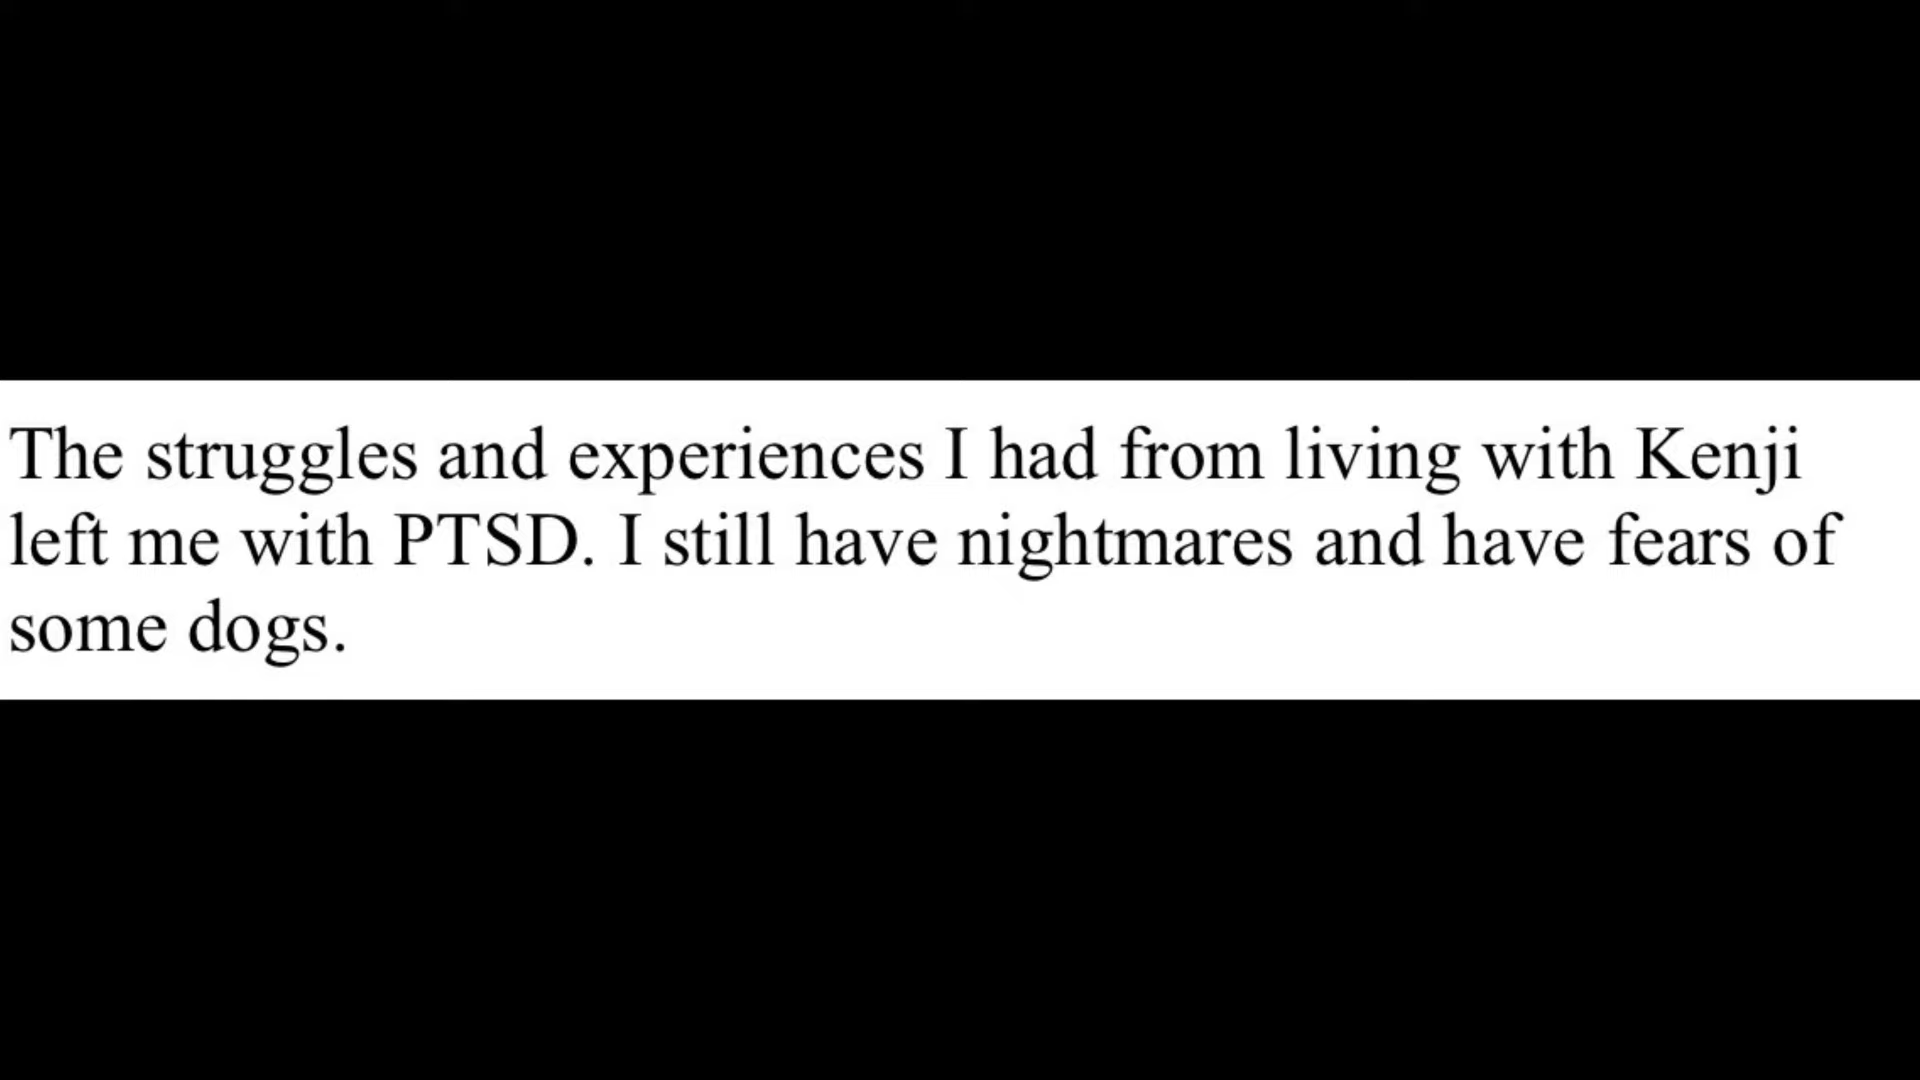 The struggles and experiences I had from living with Kenji
left me with PTSD. I still have nightmares and have fears of
some dogs.